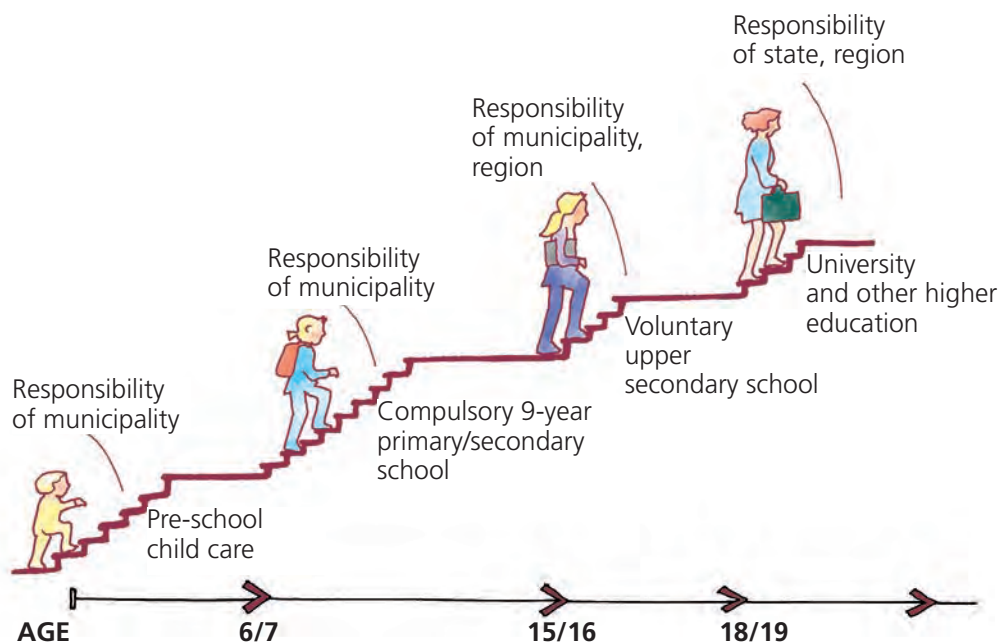 Responsibility
of state, region
Responsibility
of municipality,
region
Responsibility
of municipality
Responsibility
of municipality
University
and other higher
education
Voluntary
upper
secondary school
Compulsory 9-year
primary/secondary
school
Pre-school
child care
AGE 6/7 15/16 18/19